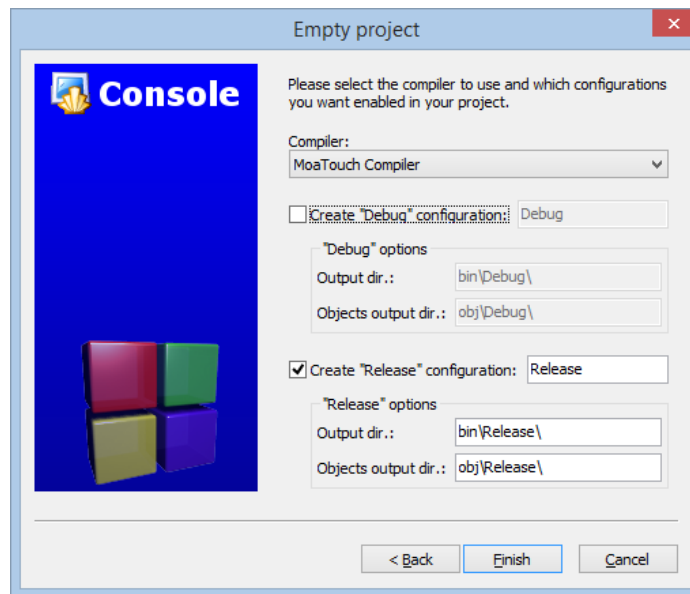 Empty project
Console
Please select the compiler to use and which configurations
you want enabled in your project.
Compiler:
MoaTouch Compiler
Create "Debug" configuration: Debug
"Debug" options
Output dir.: bin\Debug\
Objects output dir.: obj\Debug\
Create "Release" configuration: Release
"Release" options
Output dir.: bin\Release\
Objects output dir.: obj\Release\
< Back Finish Cancel